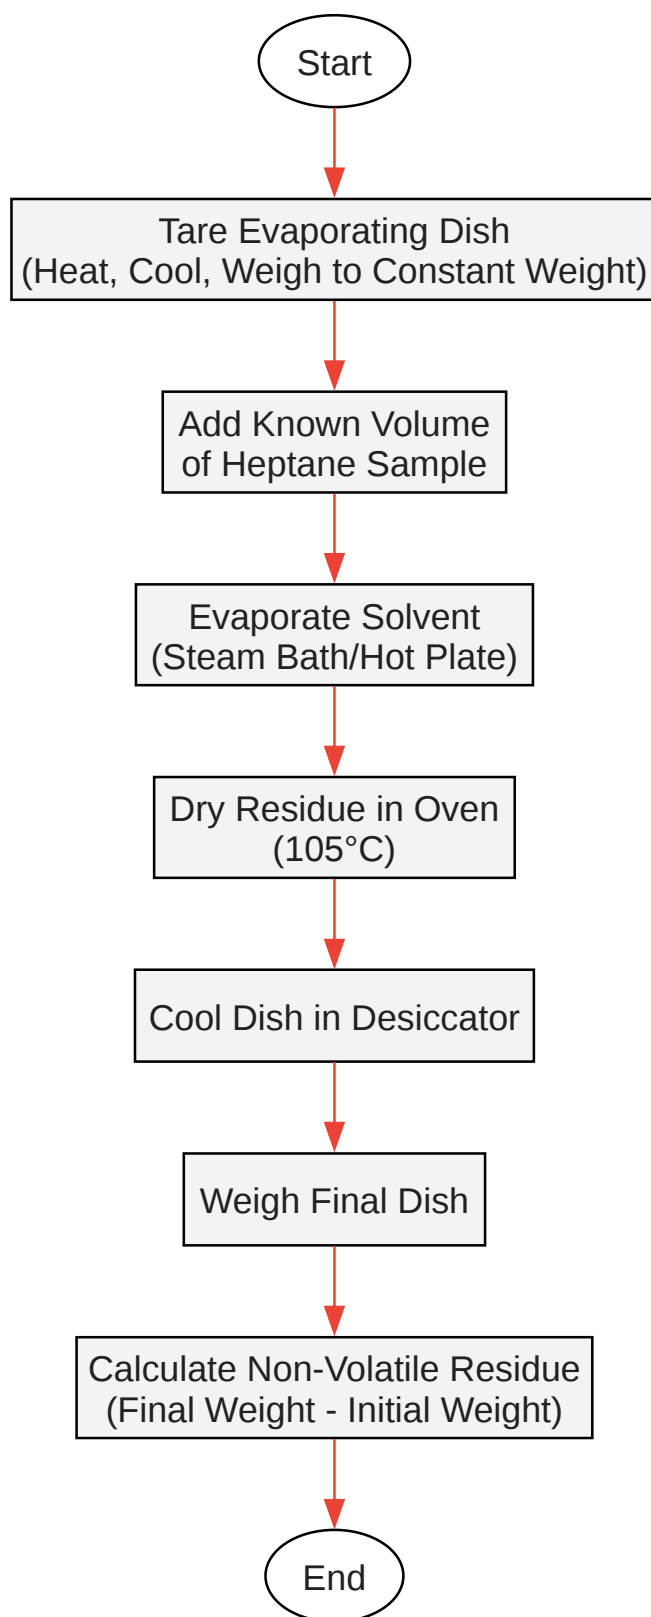 Start
Tare Evaporating Dish
(Heat, Cool, Weigh to Constant Weight)
Add Known Volume
of Heptane Sample
Evaporate Solvent
(Steam Bath/Hot Plate)
Dry Residue in Oven
(105°C)
Cool Dish in Desiccator
Weigh Final Dish
Calculate Non-Volatile Residue
(Final Weight - Initial Weight)
End